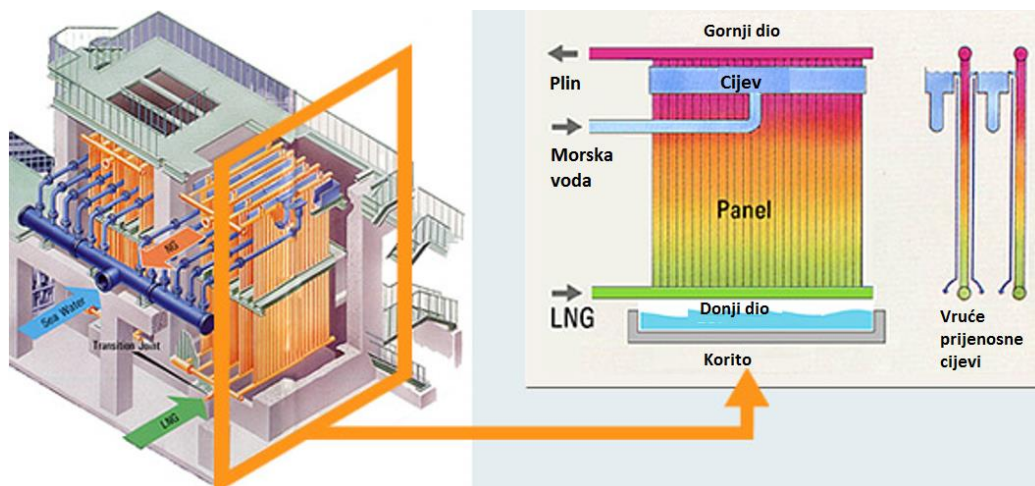 NG
Sea Water
Transition Joint
LNG
Gornji dio
Plin
Cijev
Morska
voda
Panel
LNG
Donji dio
Korito
Vruće
prijenosne
cijevi